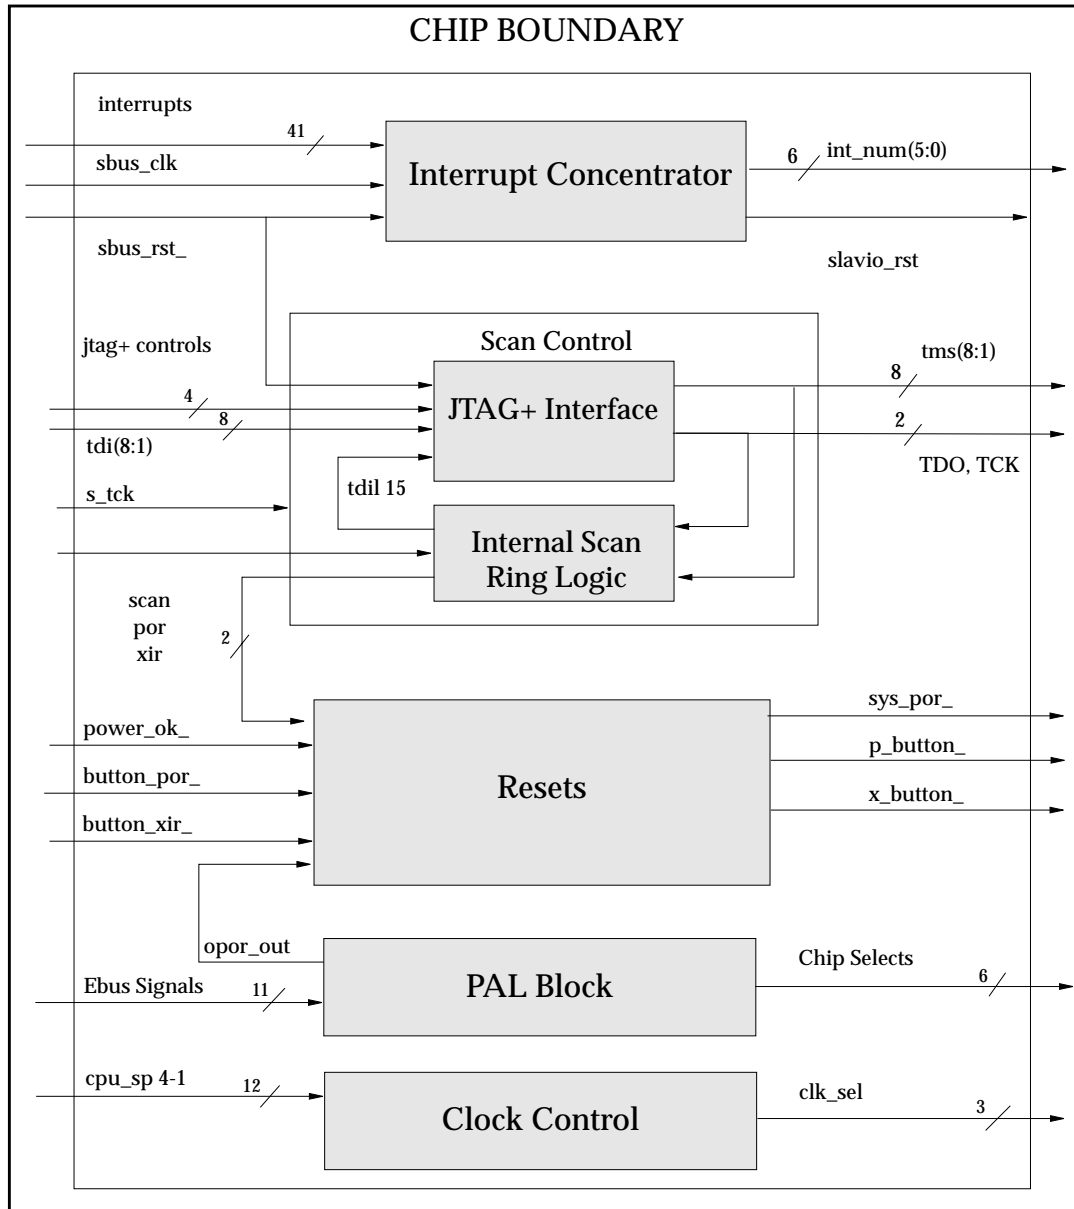 CHIP BOUNDARY
interrupts
41
sbus_clk
Interrupt Concentrator
6
int_num(5:0)
sbus_rst_
slavio_rst
Scan Control
jtag+ controls
tms(8:1)
4
8
JTAG+ Interface
8
2
tdi(8:1)
TDO, TCK
tdil 15
s_tck
Internal Scan
Ring Logic
scan
por
xir
2
sys_por_
power_ok_
p_button_
button_por_
Resets
x_button_
button_xir_
opor_out
Chip Selects
Ebus Signals
11
PAL Block
6
cpu_sp 4-1
12
Clock Control
clk_sel
3